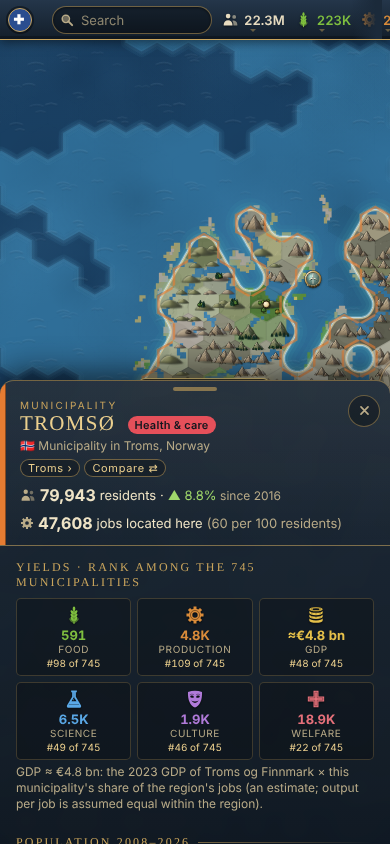 Search 22.3M 223K 2
MUNICIPALITY
TROMSØ Health & care
Municipality in Troms, Norway
Troms › Compare ⇄
79,943 residents · ▲ 8.8% since 2016
47,608 jobs located here (60 per 100 residents)
YIELDS · RANK AMONG THE 745
MUNICIPALITIES
591 4.8K ≈€4.8 bn
FOOD PRODUCTION GDP
#98 of 745 #109 of 745 #48 of 745
6.5K 1.9K 18.9K
SCIENCE CULTURE WELFARE
#49 of 745 #46 of 745 #22 of 745
GDP ≈ €4.8 bn: the 2023 GDP of Troms og Finnmark × this
municipality's share of the region's jobs (an estimate; output
per job is assumed equal within the region).
POPULATION 2008–2026